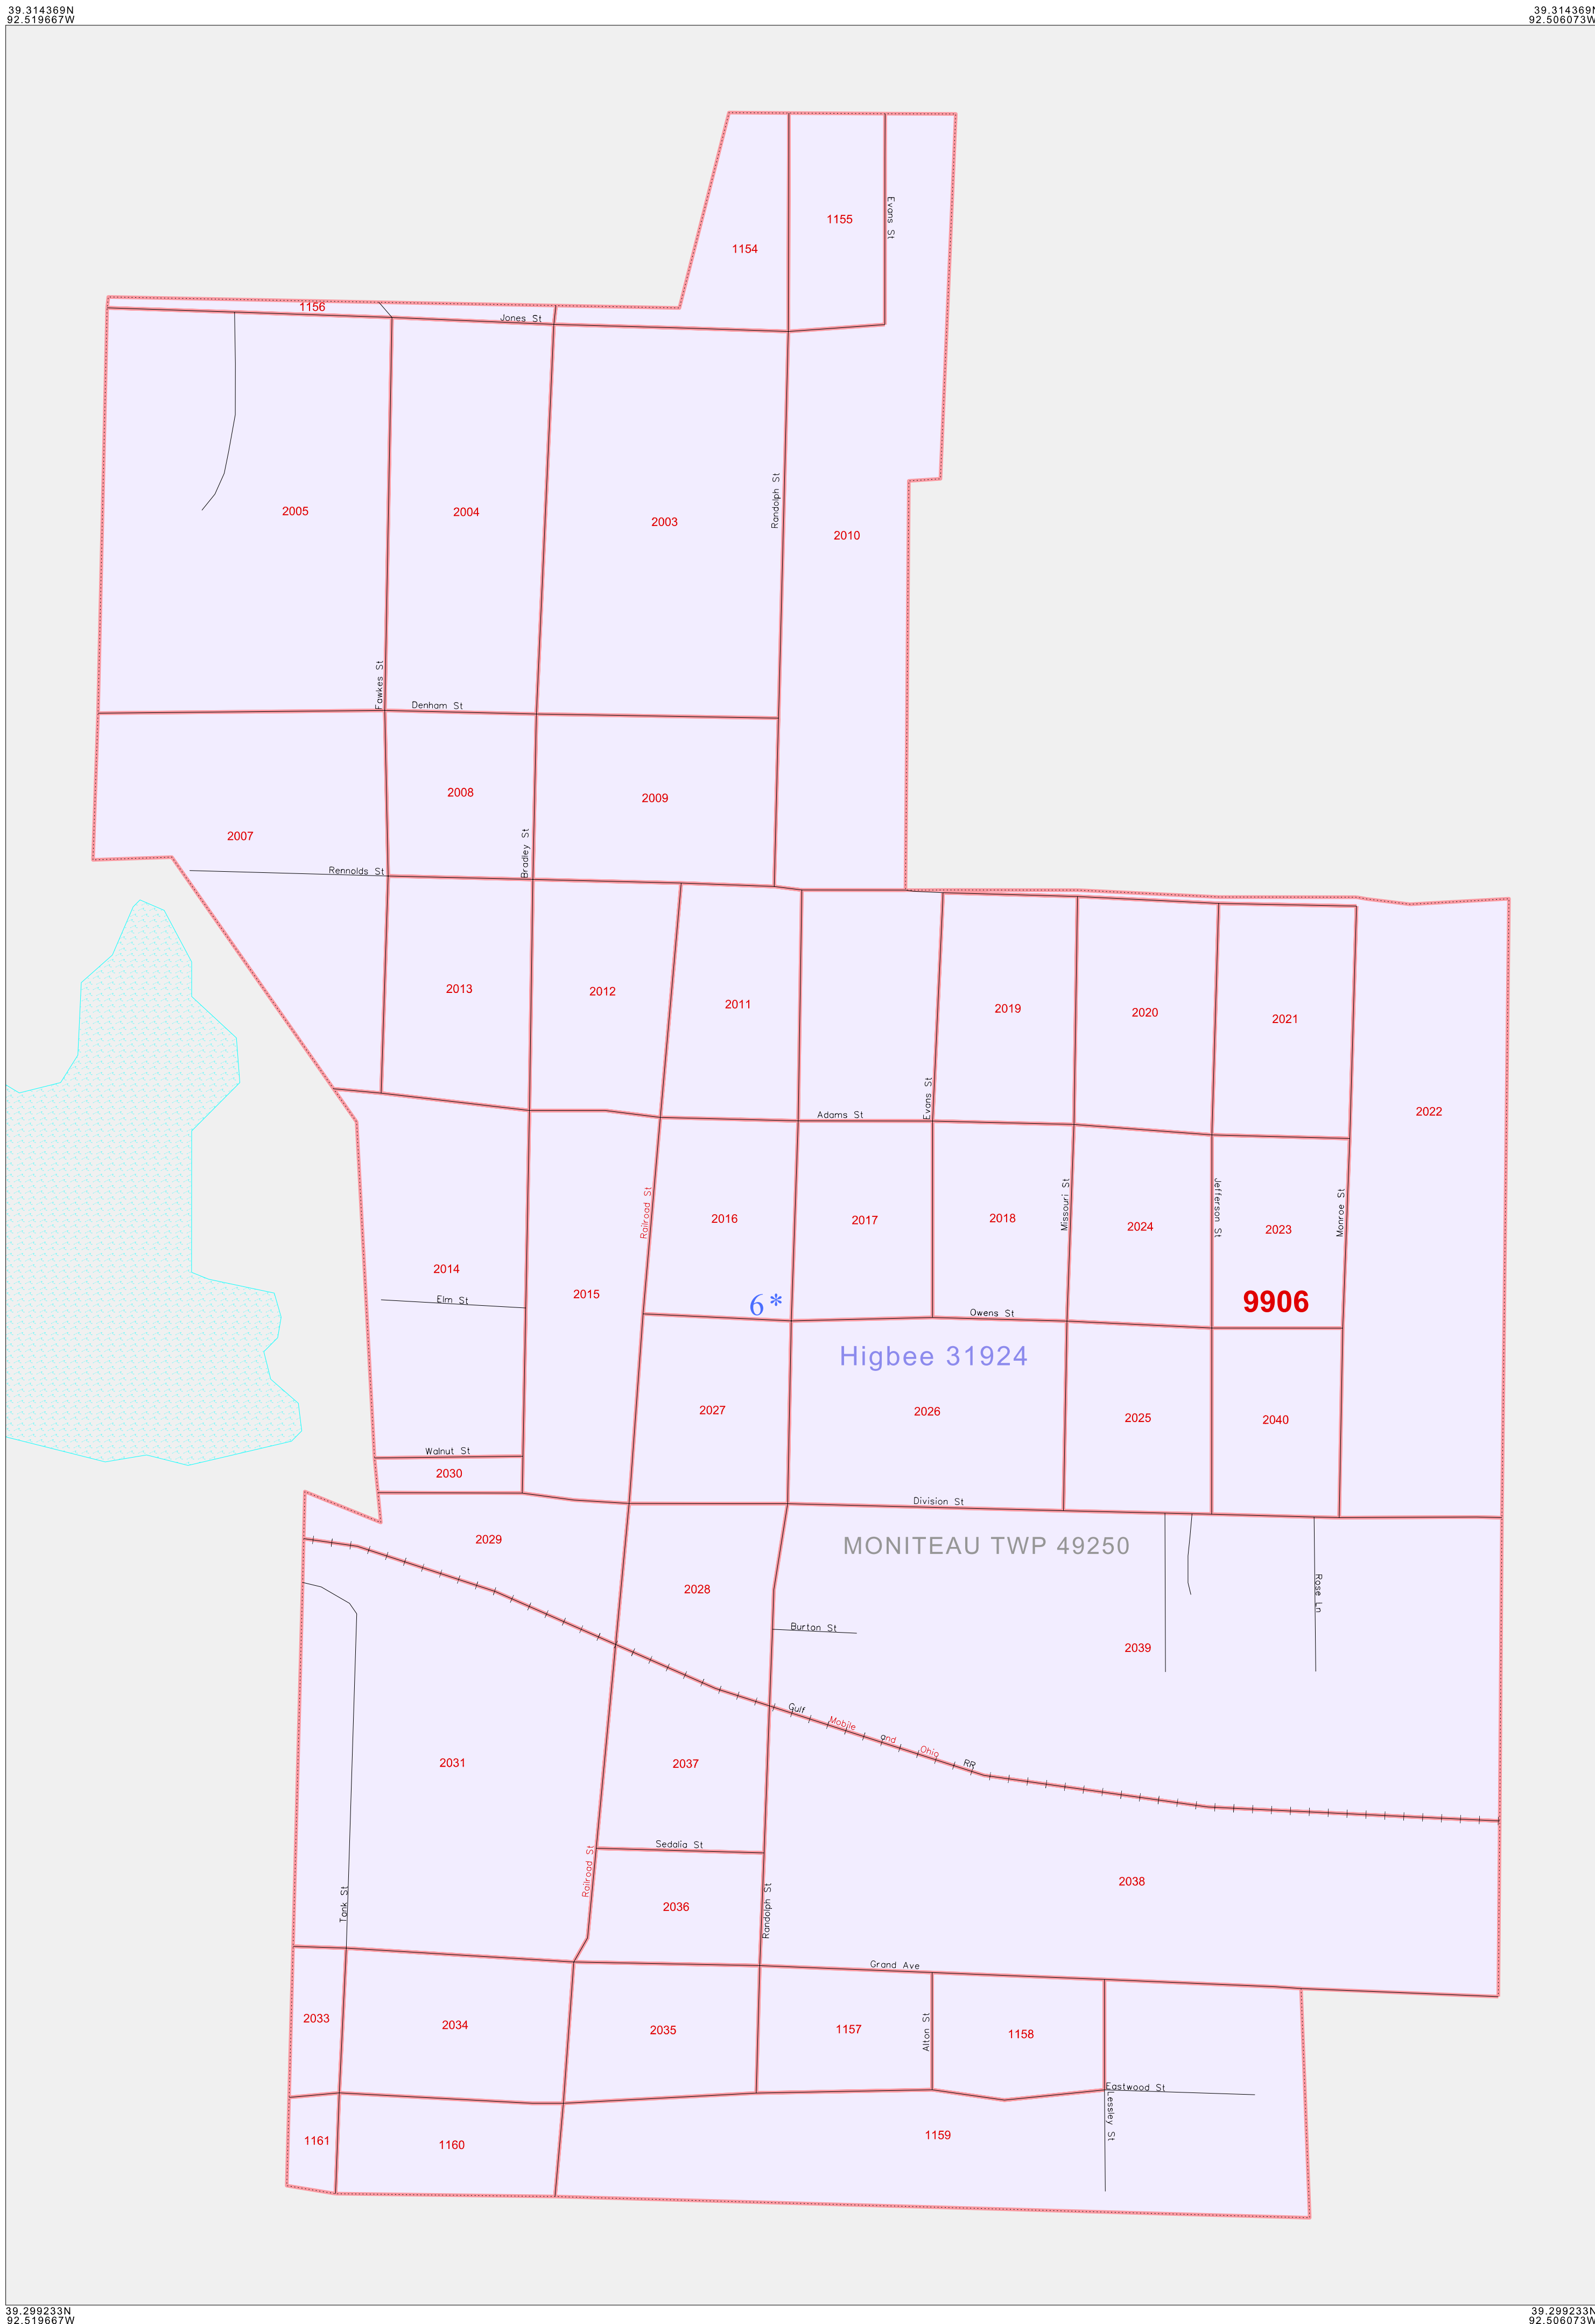 39.314369N
92.519667W
39.314369N
92.506073W
Evans St
1155
1154
1156
Jones St
Randolph St
2005
2004
2003
2010
Fawkes St
Denham St
2008
2009
2007
Bradley St
Rennolds St
2013
2012
2011
2019
2020
2021
Evans St
Adams St
2022
Railroad St
Missouri St
Jefferson St
Monroe St
2016
2017
2018
2024
2023
2014
2015
Elm St
6*
9906
Owens St
Higbee 31924
2027
2026
2025
2040
Walnut St
2030
Division St
2029
MONITEAU TWP 49250
2028
Rose Ln
Burton St
2039
Gulf Mobile and Ohio RR
2031
2037
Sedalia St
Railroad St
2038
Tank St
2036
Randolph St
Grand Ave
2033
2034
2035
1157
Alton St
1158
Eastwood St
Lessley St
1161
1160
1159
39.299233N
92.519667W
39.299233N
92.506073W